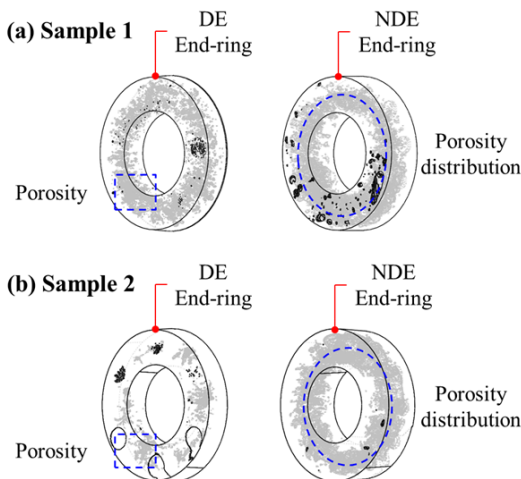 (a) Sample 1
DE
End-ring
NDE
End-ring
Porosity
Porosity
distribution
(b) Sample 2
DE
End-ring
NDE
End-ring
Porosity
Porosity
distribution